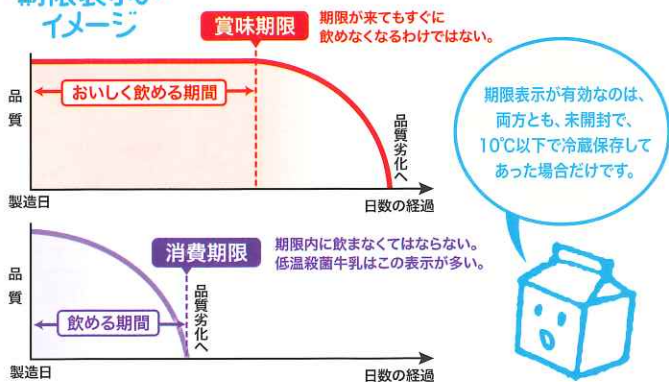 イメージ
賞味期限
期限が来てもすぐに
飲めなくなるわけではない。
品質
おいしく飲める期間
品質劣化へ
製造日
日数の経過
期限表示が有効なのは、
両方とも、未開封で、
10℃以下で冷蔵保存して
あった場合だけです。
消費期限
期限内に飲まなくてはならない。
低温殺菌牛乳はこの表示が多い。
品質
飲める期間
品質劣化へ
製造日
日数の経過